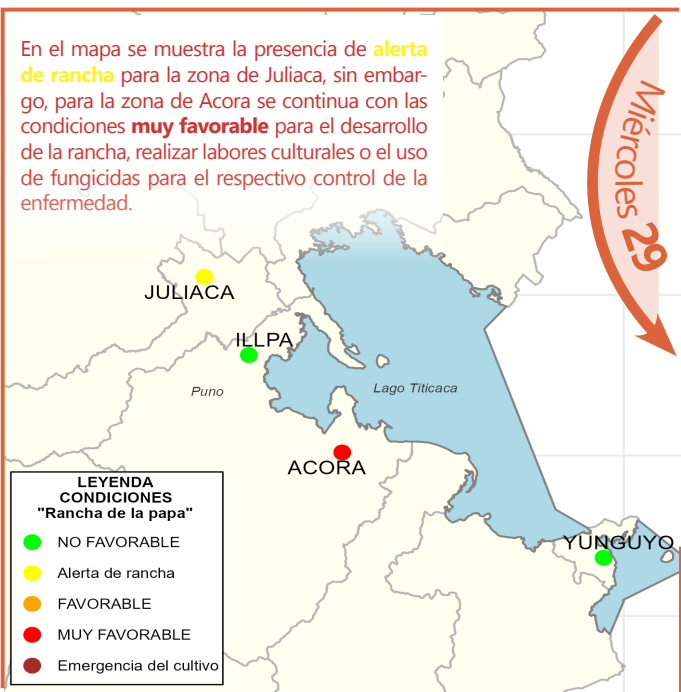 En el mapa se muestra la presencia de alerta
de rancha para la zona de Juliaca, sin embar-
go, para la zona de Acora se continua con las
condiciones muy favorable para el desarrollo
de la rancha, realizar labores culturales o el uso
de fungicidas para el respectivo control de la
enfermedad.
Miércoles 29
JULIACA
ILLPA
Puno
Lago Titicaca
ACORA
YUNGUYO
LEYENDA
CONDICIONES
"Rancha de la papa"
NO FAVORABLE
Alerta de rancha
FAVORABLE
MUY FAVORABLE
Emergencia del cultivo